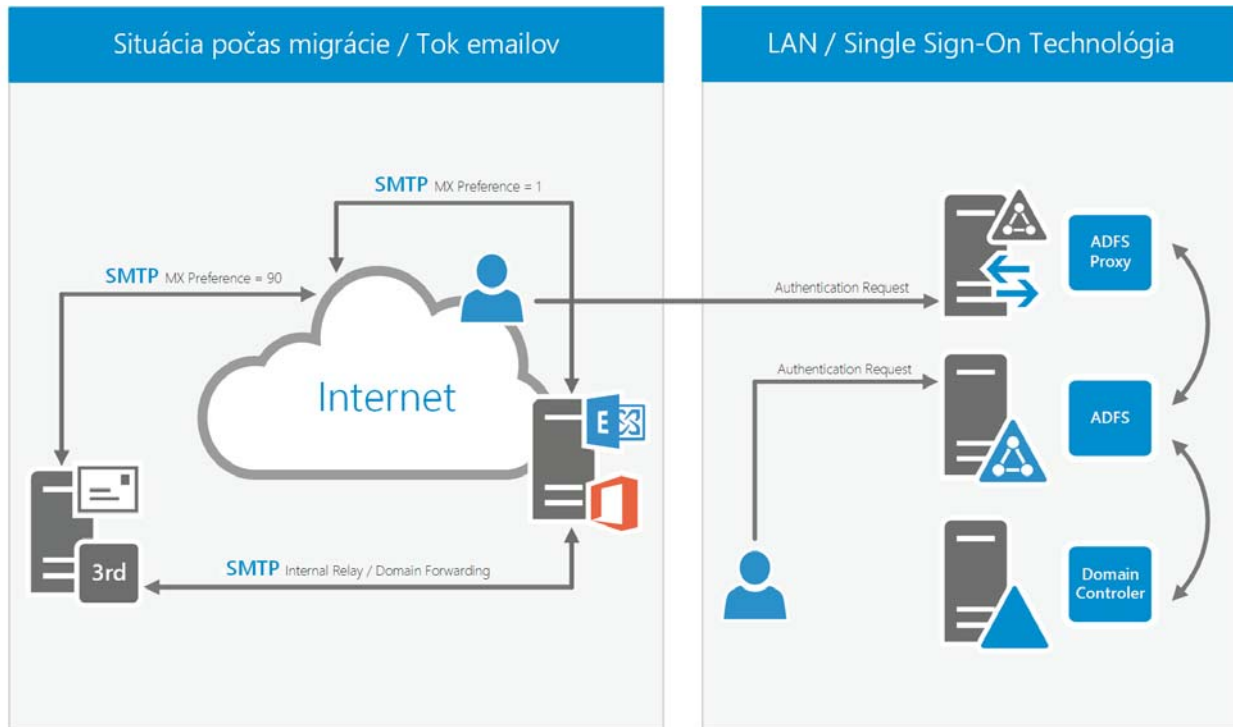 Situácia počas migrácie / Tok emailov
SMTP MX Preference = 1
SMTP MX Preference = 90
Internet
E
3rd
SMTP Internal Relay / Domain Forwarding
LAN / Single Sign-On Technológia
Authentication Request
ADFS
Proxy
Authentication Request
ADFS
Domain
Controler